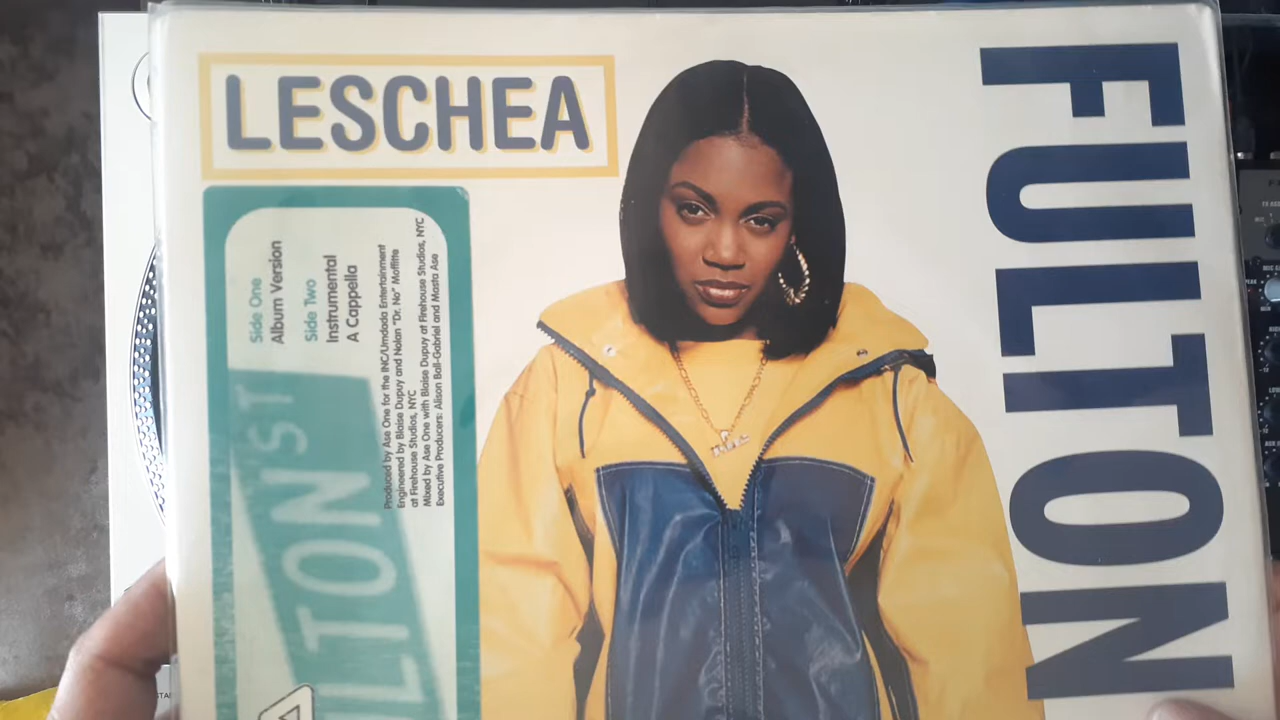 LESCHEA
FULTON
Side One
Album Version
Side Two
Instrumental
A Cappella
Produced by Ase One for the INC/Umdada Entertainment
Engineered by Blaise Dupuy and Nolan "Dr. No" Moffitte
at Firehouse Studios, NYC
Mixed by Ase One with Blaise Dupuy at Firehouse Studios, NYC
Executive Producers: Alison Ball-Gabriel and Masta Ase
LTON ST